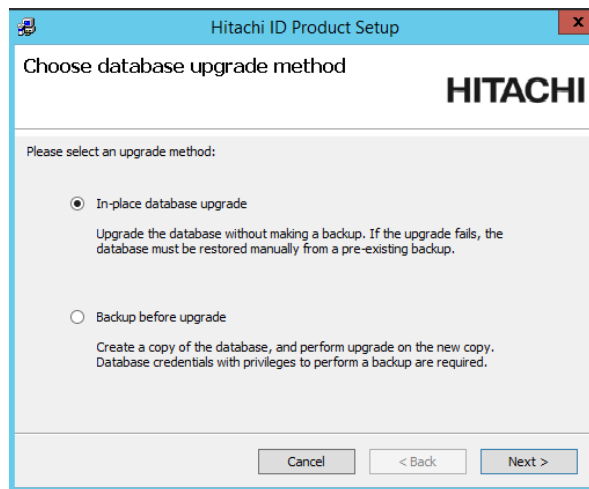 Hitachi ID Product Setup
x
Choose database upgrade method
HITACHI
Please select an upgrade method:
In-place database upgrade
Upgrade the database without making a backup. If the upgrade fails, the
database must be restored manually from a pre-existing backup.
Backup before upgrade
Create a copy of the database, and perform upgrade on the new copy.
Database credentials with privileges to perform a backup are required.
Cancel
< Back
Next >